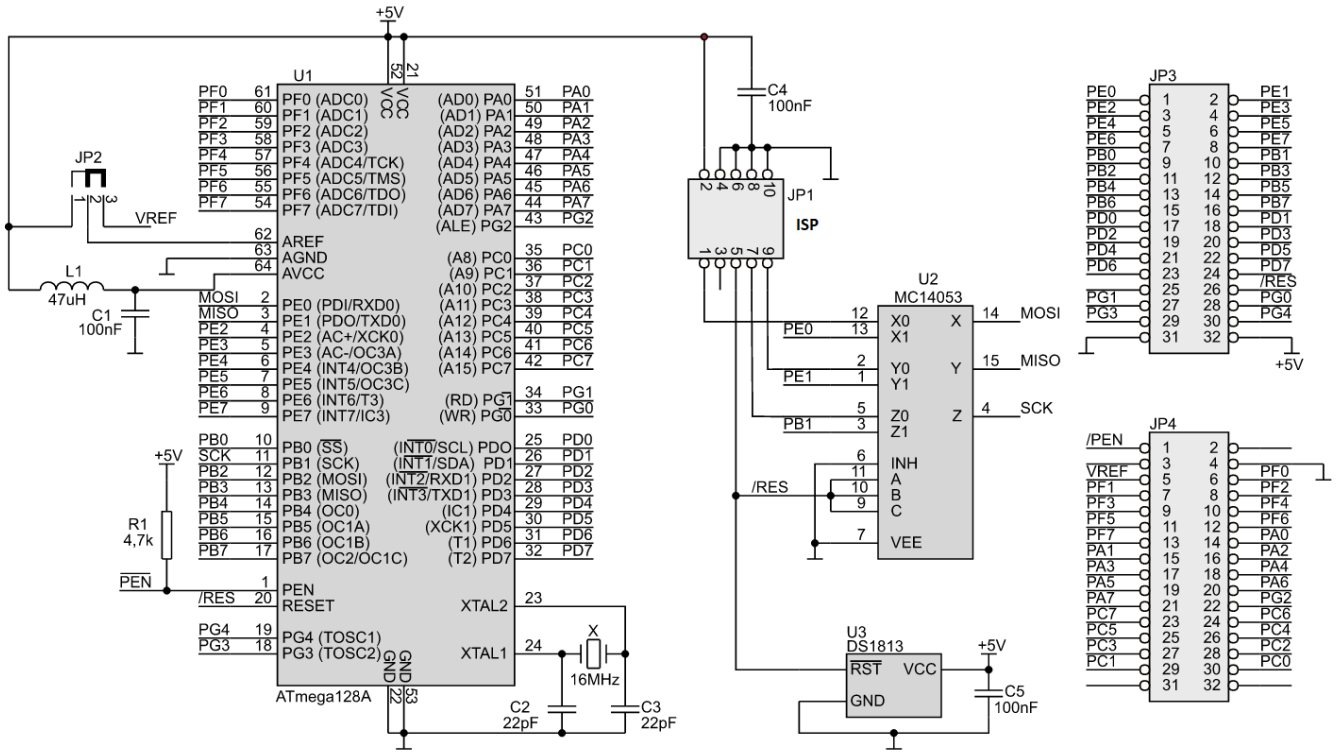 +5V
U1
52 VCC
21 VCC
PF0 61 PF0 (ADC0)
PF1 60 PF1 (ADC1)
PF2 59 PF2 (ADC2)
PF3 58 PF3 (ADC3)
PF4 57 PF4 (ADC4/TCK)
PF5 56 PF5 (ADC5/TMS)
PF6 55 PF6 (ADC6/TDO)
PF7 54 PF7 (ADC7/TDI)
JP2
1 2 3
VREF
62 AREF
63 AGND
64 AVCC
L1
47uH
C1
100nF
MOSI 2 PE0 (PDI/RXD0)
MISO 3 PE1 (PDO/TXD0)
PE2 4 PE2 (AC+/XCK0)
PE3 5 PE3 (AC-/OC3A)
PE4 6 PE4 (INT4/OC3B)
PE5 7 PE5 (INT5/OC3C)
PE6 8 PE6 (INT6/T3)
PE7 9 PE7 (INT7/IC3)
PB0 10 PB0 (SS)
SCK 11 PB1 (SCK)
PB2 12 PB2 (MOSI)
PB3 13 PB3 (MISO)
PB4 14 PB4 (OC0)
PB5 15 PB5 (OC1A)
PB6 16 PB6 (OC1B)
PB7 17 PB7 (OC2/OC1C)
+5V
R1
4,7k
PEN 1 PEN
/RES 20 RESET
PG4 19 PG4 (TOSC1)
PG3 18 PG3 (TOSC2)
GND 22
GND 53
ATmega128A
(AD0) PA0 51 PA0
(AD1) PA1 50 PA1
(AD2) PA2 49 PA2
(AD3) PA3 48 PA3
(AD4) PA4 47 PA4
(AD5) PA5 46 PA5
(AD6) PA6 45 PA6
(AD7) PA7 44 PA7
(ALE) PG2 43 PG2
(A8) PC0 35 PC0
(A9) PC1 36 PC1
(A10) PC2 37 PC2
(A11) PC3 38 PC3
(A12) PC4 39 PC4
(A13) PC5 40 PC5
(A14) PC6 41 PC6
(A15) PC7 42 PC7
(RD) PG1 34 PG1
(WR) PG0 33 PG0
(INT0/SCL) PDO 25 PD0
(INT1/SDA) PD1 26 PD1
(INT2/RXD1) PD2 27 PD2
(INT3/TXD1) PD3 28 PD3
(IC1) PD4 29 PD4
(XCK1) PD5 30 PD5
(T1) PD6 31 PD6
(T2) PD7 32 PD7
XTAL2 23
XTAL1 24
X
16MHz
C2
22pF
C3
22pF
C4
100nF
2 4 6 8 10
JP1
ISP
1 3 5 7 9
U2
MC14053
12 X0 X 14 MOSI
PE0 13 X1
2 Y0 Y 15 MISO
PE1 1 Y1
5 Z0 Z 4 SCK
PB1 3 Z1
6 INH
11 A
/RES 10 B
9 C
7 VEE
U3
DS1813
RST VCC
GND
+5V
C5
100nF
JP3
PE0 1 2 PE1
PE2 3 4 PE3
PE4 5 6 PE5
PE6 7 8 PE7
PB0 9 10 PB1
PB2 11 12 PB3
PB4 13 14 PB5
PB6 15 16 PB7
PD0 17 18 PD1
PD2 19 20 PD3
PD4 21 22 PD5
PD6 23 24 PD7
25 26 /RES
PG1 27 28 PG0
PG3 29 30 PG4
31 32
+5V
JP4
/PEN 1 2
3 4
VREF 5 6 PF0
PF1 7 8 PF2
PF3 9 10 PF4
PF5 11 12 PF6
PF7 13 14 PA0
PA1 15 16 PA2
PA3 17 18 PA4
PA5 19 20 PA6
PA7 21 22 PG2
PC7 23 24 PC6
PC5 25 26 PC4
PC3 27 28 PC2
PC1 29 30 PC0
31 32